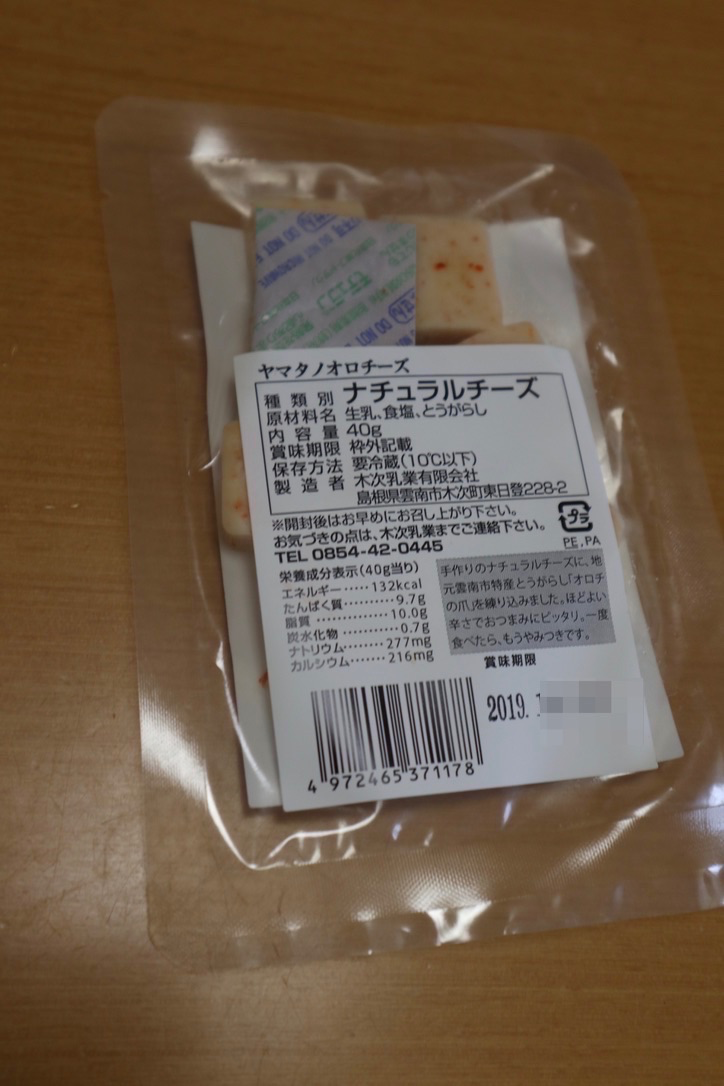 DO NOT
ヤマタノオロチーズ
種類別 ナチュラルチーズ
原材料名 生乳、食塩、とうがらし
内容量 40g
賞味期限 枠外記載
保存方法 要冷蔵(10℃以下)
製造者 木次乳業有限会社
島根県雲南市木次町東日登228-2
※開封後はお早めにお召し上がり下さい。
お気づきの点は、木次乳業までご連絡下さい。
TEL 0854-42-0445
プラ
PE,PA
栄養成分表示(40g当り)
エネルギー……132kcal
たんぱく質…………9.7g
脂質……………10.0g
炭水化物…………0.7g
ナトリウム………277mg
カルシウム………216mg
手作りのナチュラルチーズに、地
元雲南市特産とうがらし「オロチ
の爪」を練り込みました。ほどよい
辛さでおつまみにピッタリ。一度
食べたら、もうやみつきです。
賞味期限
2019.
4 972465 371178